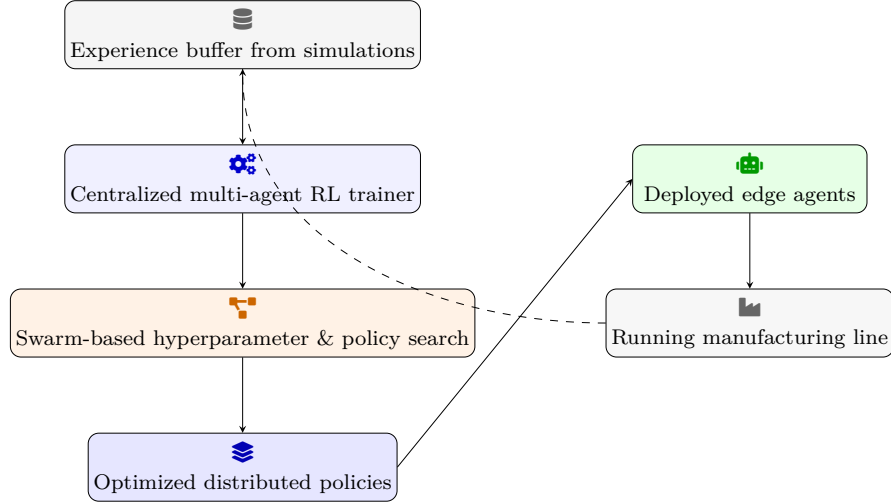 Experience buffer from simulations
Centralized multi-agent RL trainer
Swarm-based hyperparameter & policy search
Optimized distributed policies
Deployed edge agents
Running manufacturing line